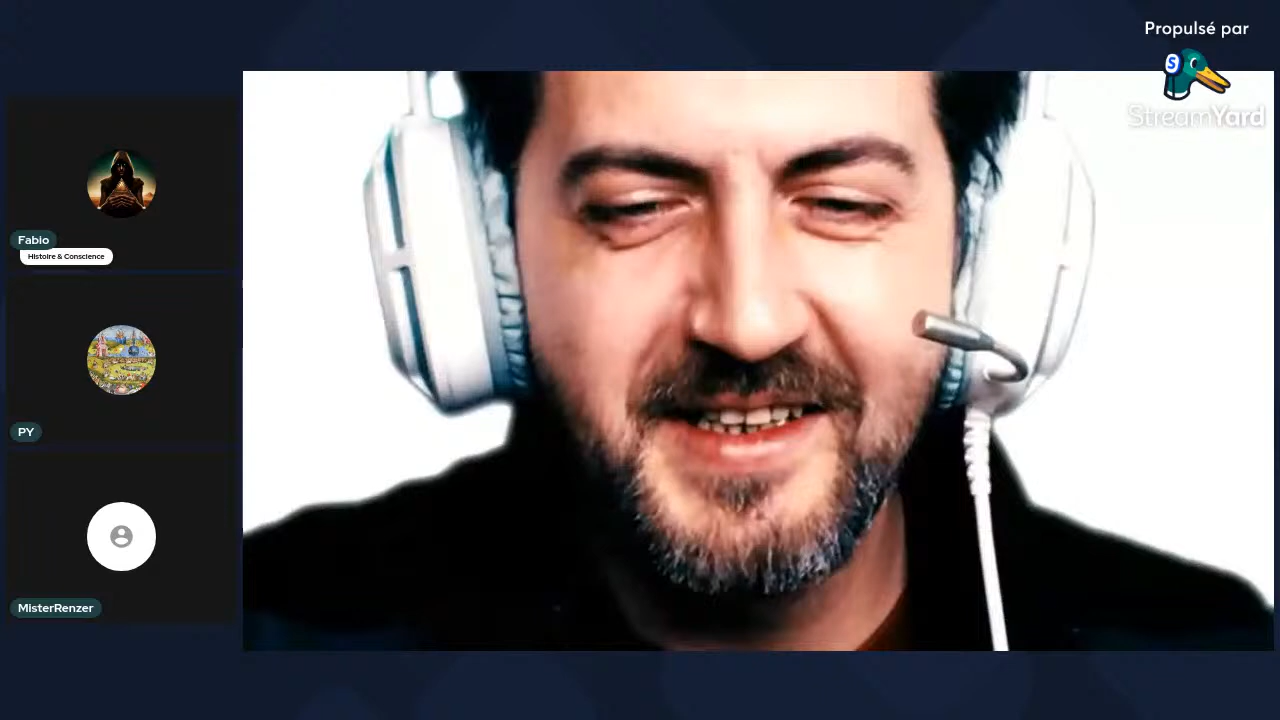 Propulsé par
S
StreamYard
Fabio
Histoire & Conscience
PY
MisterRenzer